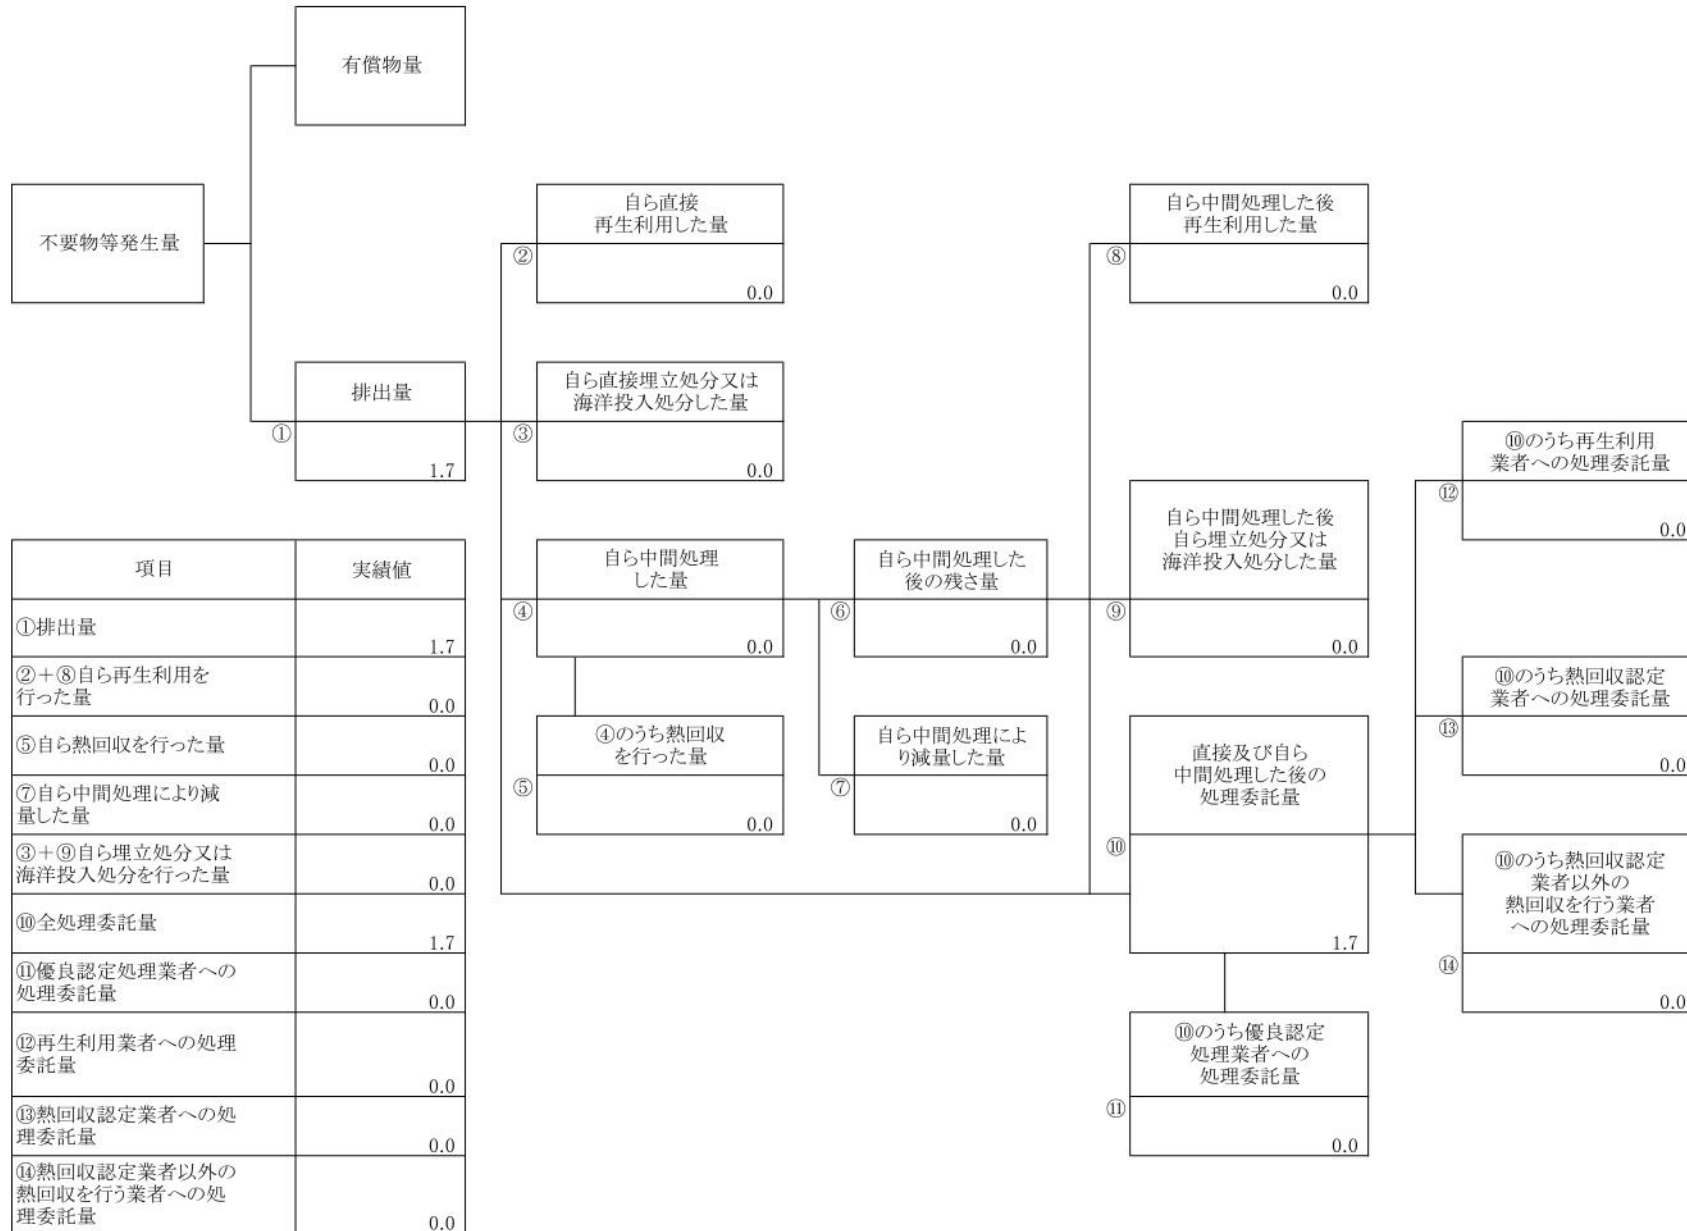 有償物量
不要物等発生量
自ら直接
再生利用した量
②
0.0
自ら中間処理した後
再生利用した量
⑧
0.0
排出量
①
1.7
自ら直接埋立処分又は
海洋投入処分した量
③
0.0
⑩のうち再生利用
業者への処理委託量
⑫
0.0
自ら中間処理
した量
④
0.0
自ら中間処理した
後の残さ量
⑥
0.0
自ら中間処理した後
自ら埋立処分又は
海洋投入処分した量
⑨
0.0
⑩のうち熱回収認定
業者への処理委託量
⑬
0.0
④のうち熱回収
を行った量
⑤
0.0
自ら中間処理によ
り減量した量
⑦
0.0
直接及び自ら
中間処理した後の
処理委託量
⑩
1.7
⑩のうち熱回収認定
業者以外の
熱回収を行う業者
への処理委託量
⑭
0.0
⑩のうち優良認定
処理業者への
処理委託量
⑪
0.0
項目 実績値
①排出量
1.7
②+⑧自ら再生利用を
行った量
0.0
⑤自ら熱回収を行った量
0.0
⑦自ら中間処理により減
量した量
0.0
③+⑨自ら埋立処分又は
海洋投入処分を行った量
0.0
⑩全処理委託量
1.7
⑪優良認定処理業者への
処理委託量
0.0
⑫再生利用業者への処理
委託量
0.0
⑬熱回収認定業者への処
理委託量
0.0
⑭熱回収認定業者以外の
熱回収を行う業者への処
理委託量
0.0